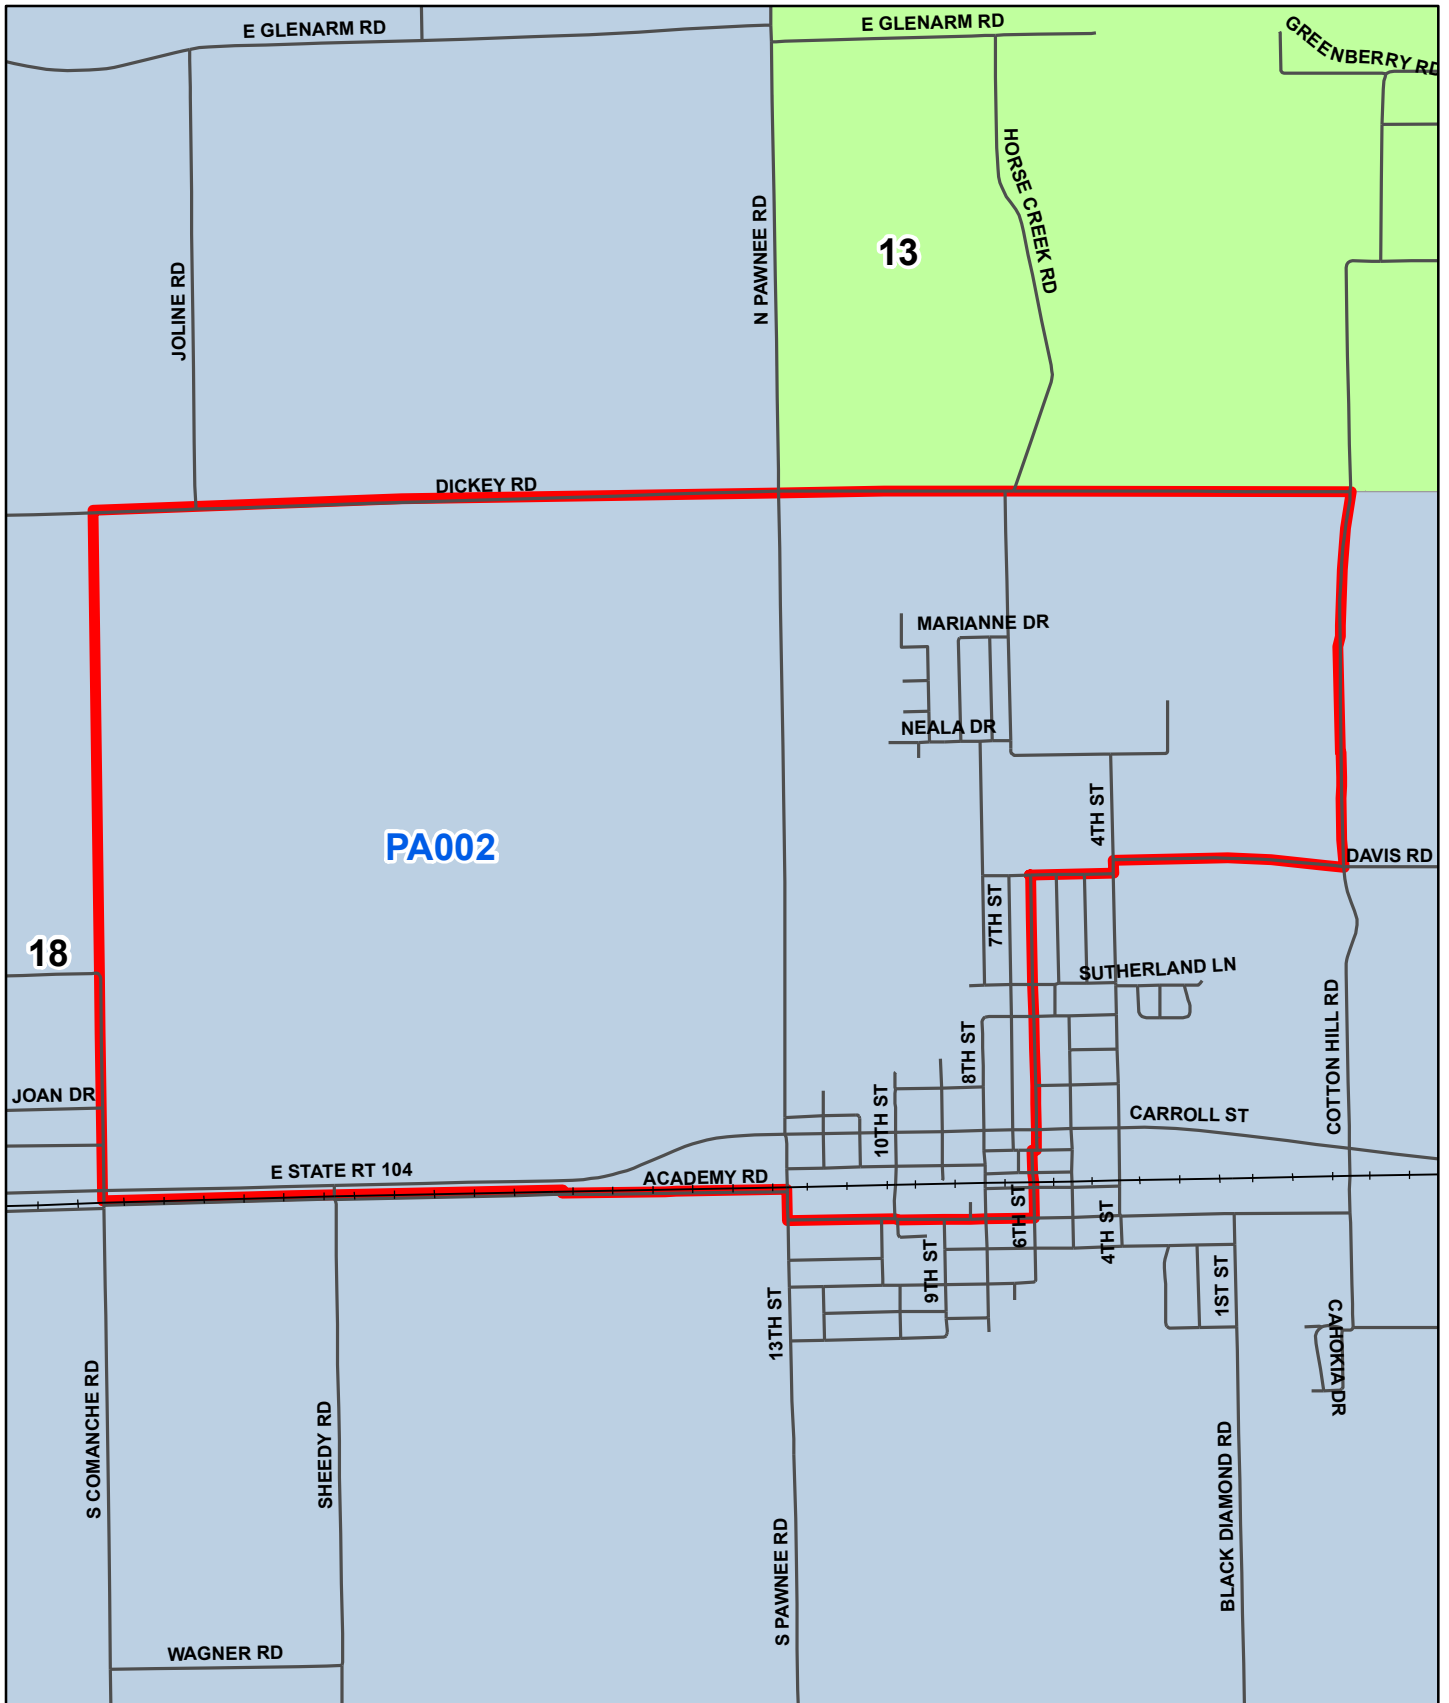 E GLENARM RD
E GLENARM RD
GREENBERRY RD
HORSE CREEK RD
N PAWNEE RD
13
JOLINE RD
DICKEY RD
MARIANNE DR
NEALA DR
4TH ST
PA002
DAVIS RD
7TH ST
18
SUTHERLAND LN
COTTON HILL RD
8TH ST
JOAN DR
10TH ST
CARROLL ST
E STATE RT 104
ACADEMY RD
6TH ST
4TH ST
9TH ST
1ST ST
13TH ST
CAHOKIA DR
S COMANCHE RD
SHEEDY RD
BLACK DIAMOND RD
S PAWNEE RD
WAGNER RD